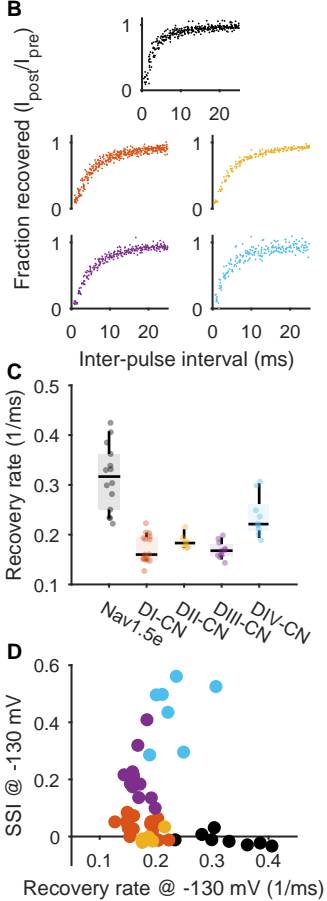 B
Fraction recovered (I_post/I_pre)
1
0
0 10 20
1
0
1
0
1
0
0 10 20
1
0
0 10 20
Inter-pulse interval (ms)
C
Recovery rate (1/ms)
0.5
0.4
0.3
0.2
0.1
Nav1.5e DI-CN DII-CN DIII-CN DIV-CN
D
SSI @ -130 mV
0.6
0.4
0.2
0
0.1 0.2 0.3 0.4
Recovery rate @ -130 mV (1/ms)